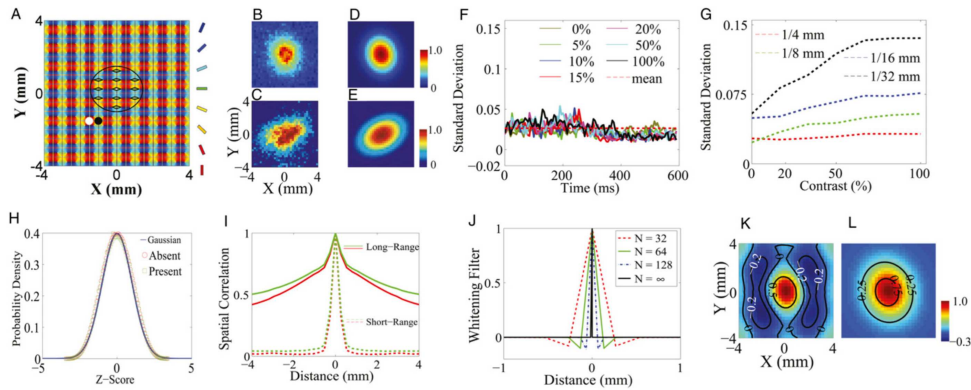 A
Y (mm)
4
0
−4
−4 0 4
X (mm)
B
D
1.0
0
C
E
Y (mm)
4
0
−4
−4 0 4
X (mm)
1.0
0
F
Standard Deviation
0.15
0.10
0.05
0
−0.02
0% 20%
5% 50%
10% 100%
15% mean
0 200 400 600
Time (ms)
G
Standard Deviation
0.15
0.075
0
1/4 mm
1/8 mm
1/16 mm
1/32 mm
0 20 40 60 80 100
Contrast (%)
H
Probability Density
0.4
0.3
0.2
0.1
0
Gaussian
Absent
Present
−5 0 5
Z−Score
I
Spatial Correlation
1
0.5
0
Long−Range
Short−Range
−4 −2 0 2 4
Distance (mm)
J
Whitening Filter
1
0
N = 32
N = 64
N = 128
N = ∞
−1 0 1
Distance (mm)
K
Y (mm)
4
0
−4
0.2
0.2
0.5
0
0
−4 0 4
X (mm)
L
0.25
0.25
0.5
1.0
−0.3